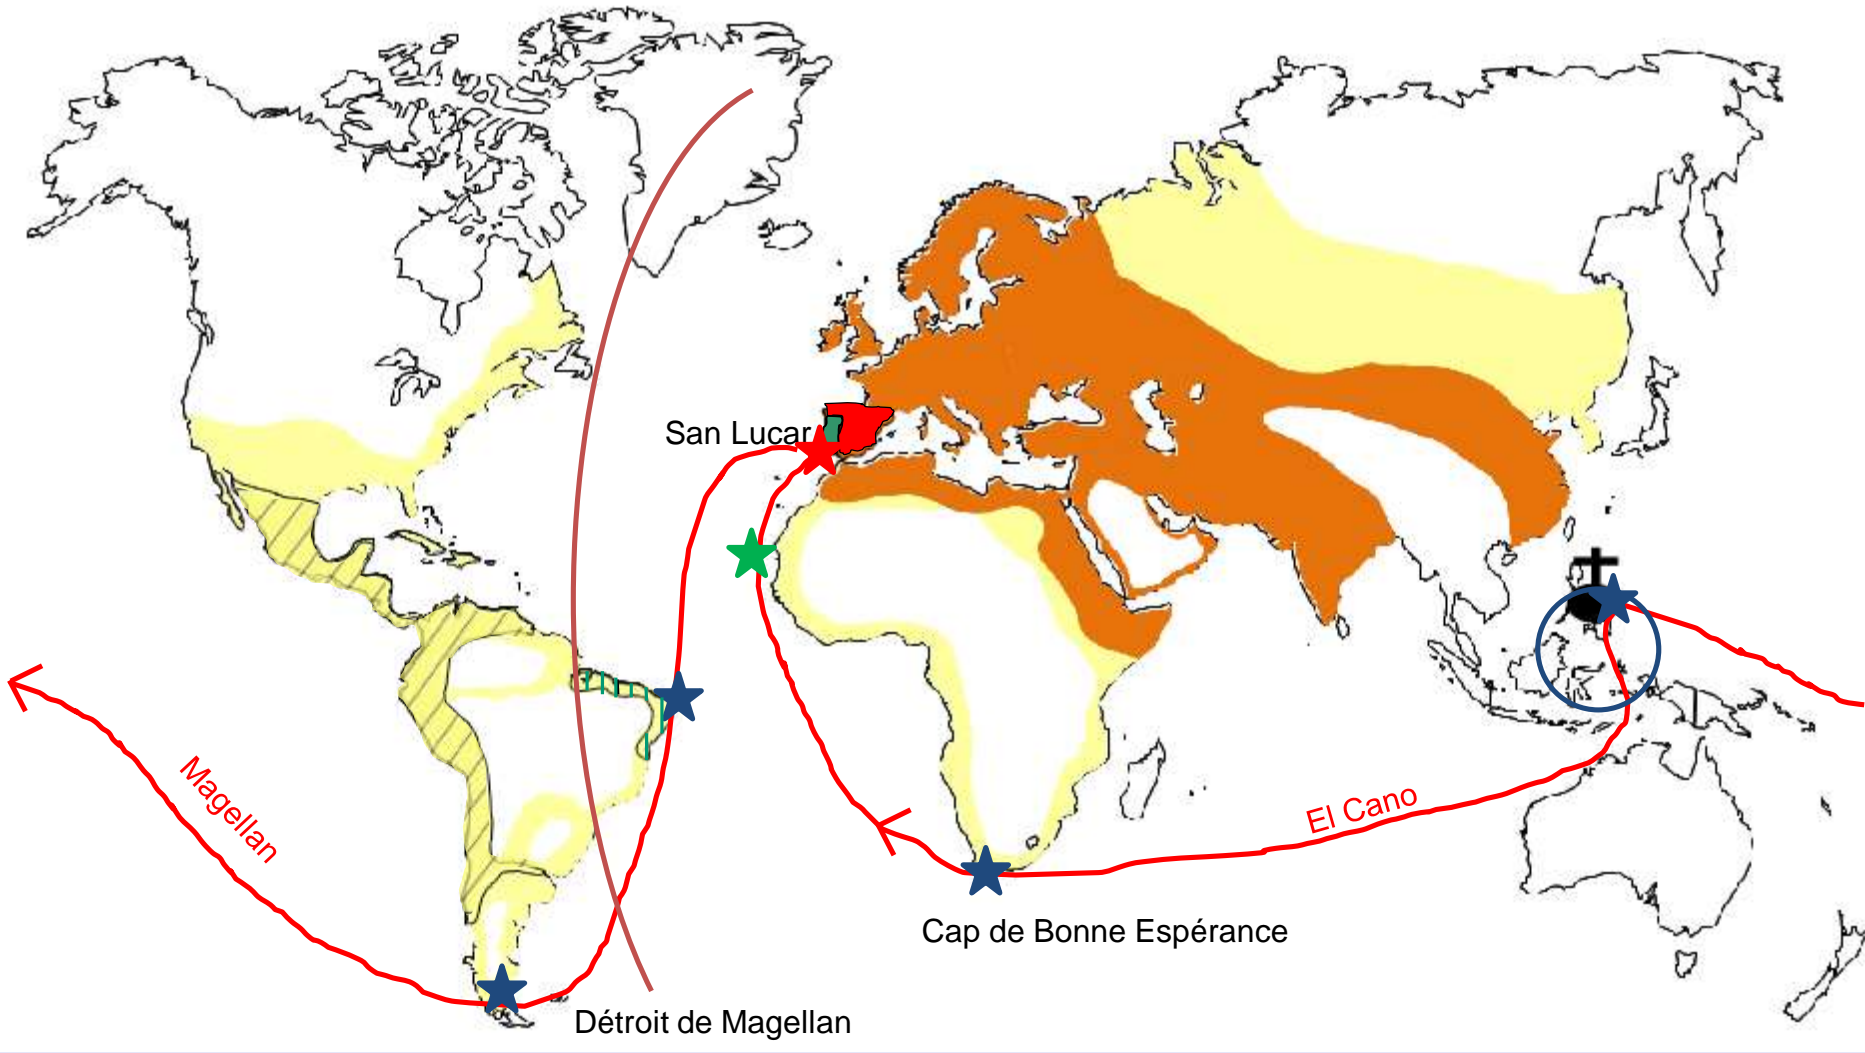 San Lucar
Magellan
El Cano
Cap de Bonne Espérance
Détroit de Magellan